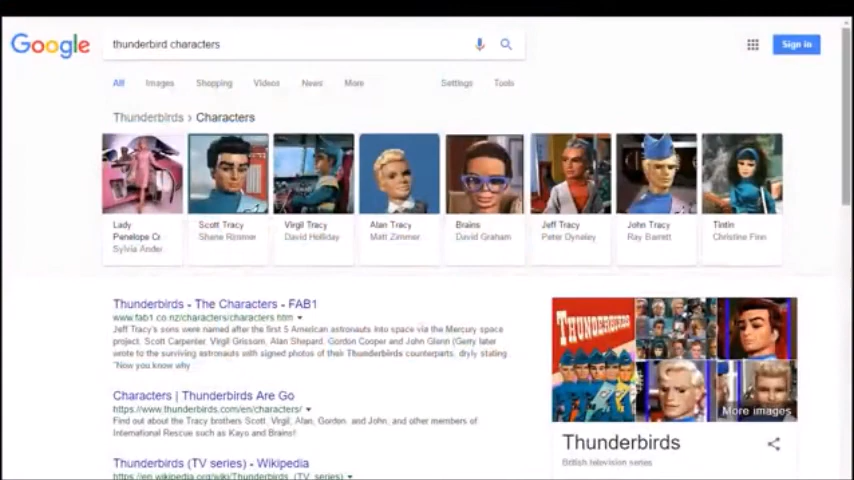 Google
thunderbird characters
Sign in
All Images Shopping Videos News More Settings Tools
Thunderbirds › Characters
Lady
Penelope Cr
Sylvia Ander
Scott Tracy
Shane Rimmer
Virgil Tracy
David Holliday
Alan Tracy
Matt Zimmer
Brains
David Graham
Jeff Tracy
Peter Dyneley
John Tracy
Ray Barrett
Tintin
Christine Finn
Thunderbirds - The Characters - FAB1
www.fab1.co.nz/characters/characters.htm
Jeff Tracy's sons were named after the first 5 American astronauts into space via the Mercury space
project, Scott Carpenter, Virgil Grissom, Alan Shepard, Gordon Cooper and John Glenn (Gerry later
wrote to the surviving astronauts with signed photos of their Thunderbirds counterparts, dryly stating
"Now you know why
Characters | Thunderbirds Are Go
https://www.thunderbirds.com/en/characters/
Find out about the Tracy brothers Scott, Virgil, Alan, Gordon, and John, and other members of
International Rescue such as Kayo and Brains!
Thunderbirds (TV series) - Wikipedia
https://en.wikipedia.org/wiki/Thunderbirds_(TV_series)
THUNDERBIRDS
More images
Thunderbirds
British television series